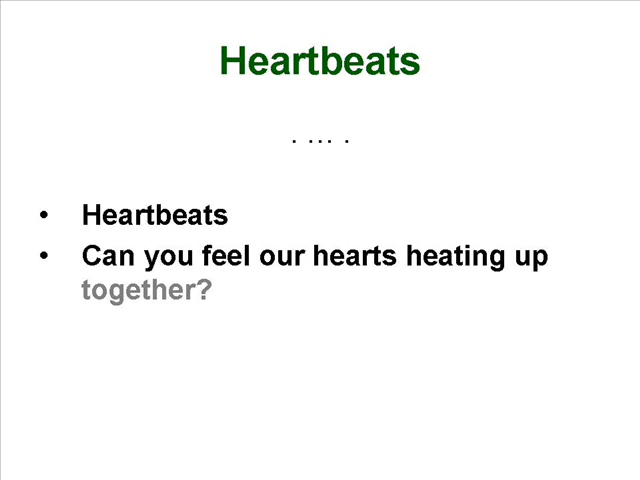 Heartbeats
. ... .
• Heartbeats
• Can you feel our hearts heating up
together?